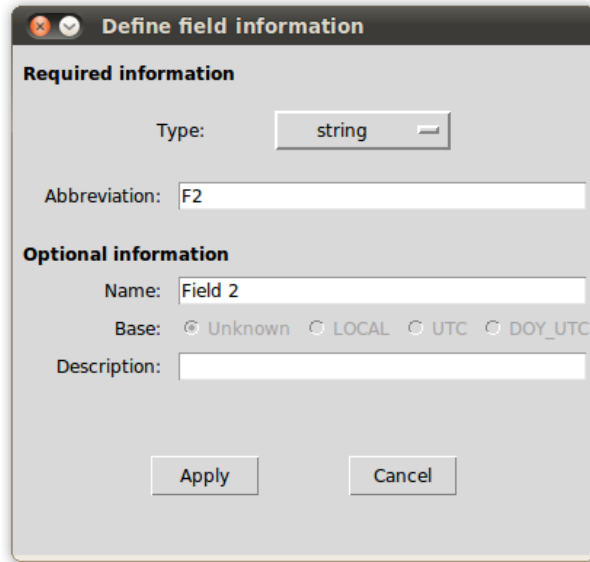 Define field information
Required information
Type: string
Abbreviation: F2
Optional information
Name: Field 2
Base: Unknown LOCAL UTC DOY_UTC
Description:
Apply Cancel